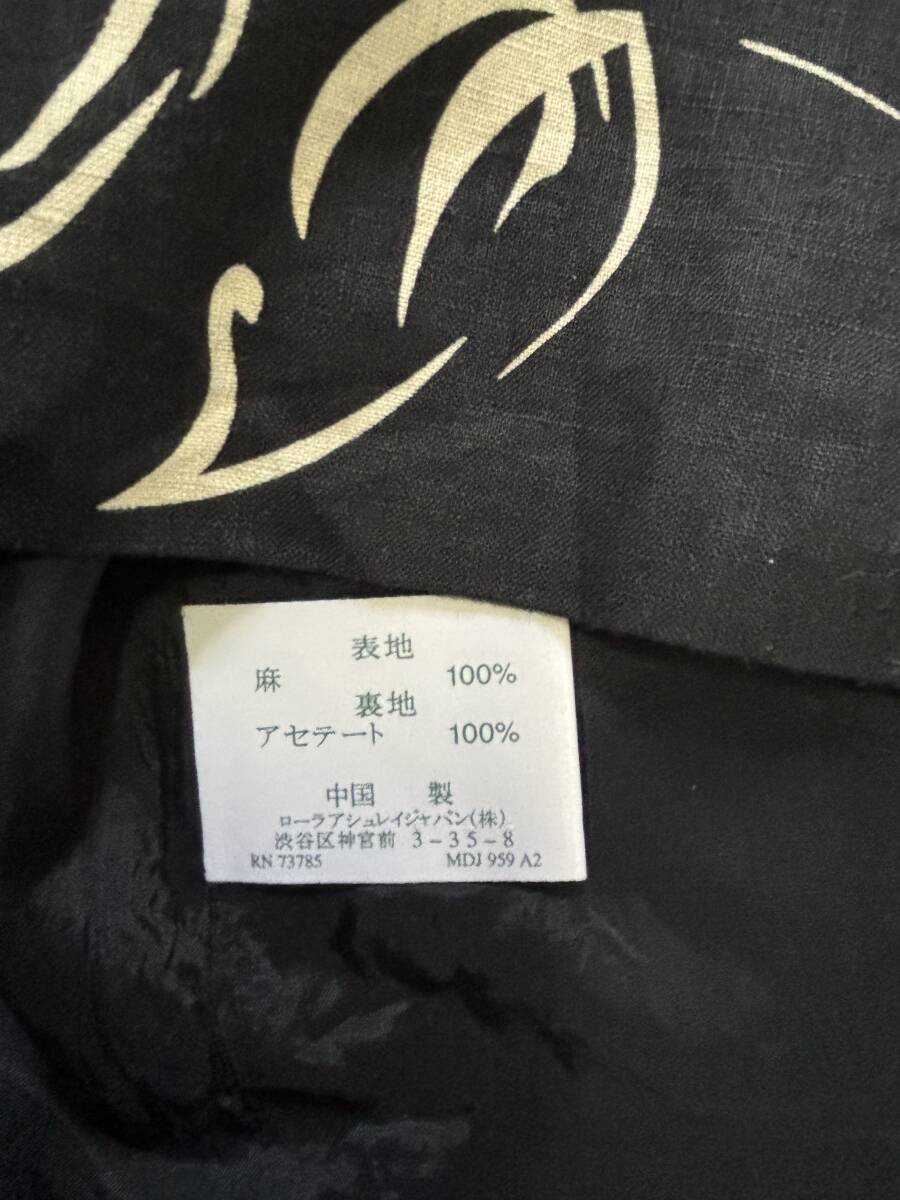 表地
麻 100%
裏地
アセテート 100%
中国 製
ローラアシュレイジャパン(株)
渋谷区神宮前 3-35-8
RN 73785 MDJ 959 A2